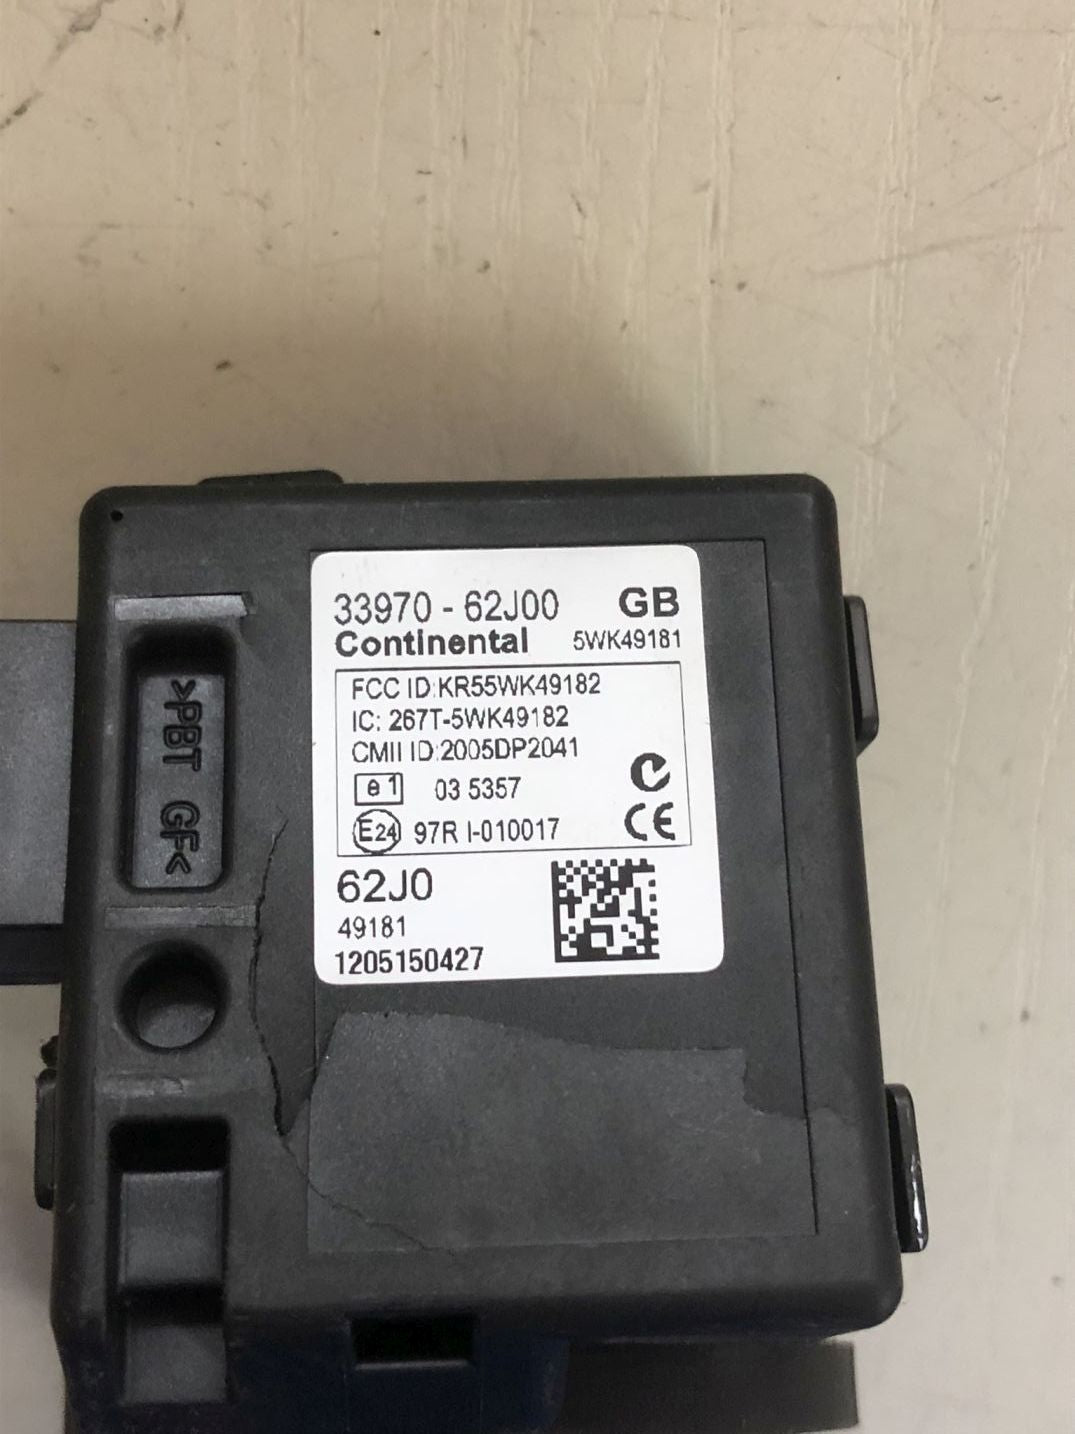 33970 - 62J00 GB
Continental 5WK49181
FCC ID:KR55WK49182
IC: 267T-5WK49182
CMII ID:2005DP2041
e1 03 5357
E24 97R I-010017 CE
62J0
49181
1205150427
>PBT GF<